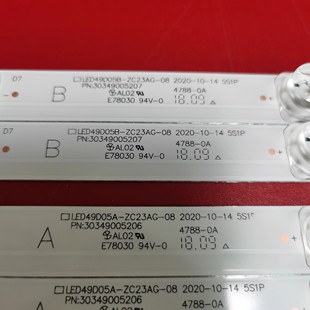 D7
LED49D05B-ZC23AG-08 2020-10-14 5S1P
B
PN:30349005207
4788-0A
AL02
E78030 94V-0
18.09
+
D7
LED49D05B-ZC23AG-08 2020-10-14 5S1P
B
PN:30349005207
4788-0A
AL02
E78030 94V-0
18.09
+
LED49D05A-ZC23AG-08 2020-10-14 5S1P
A
PN:30349005206
4788-0A
AL02
E78030 94V-0
18.09
+
LED49D05A-ZC23AG-08 2020-10-14 5S1P
A
PN:30349005206
4788-0A